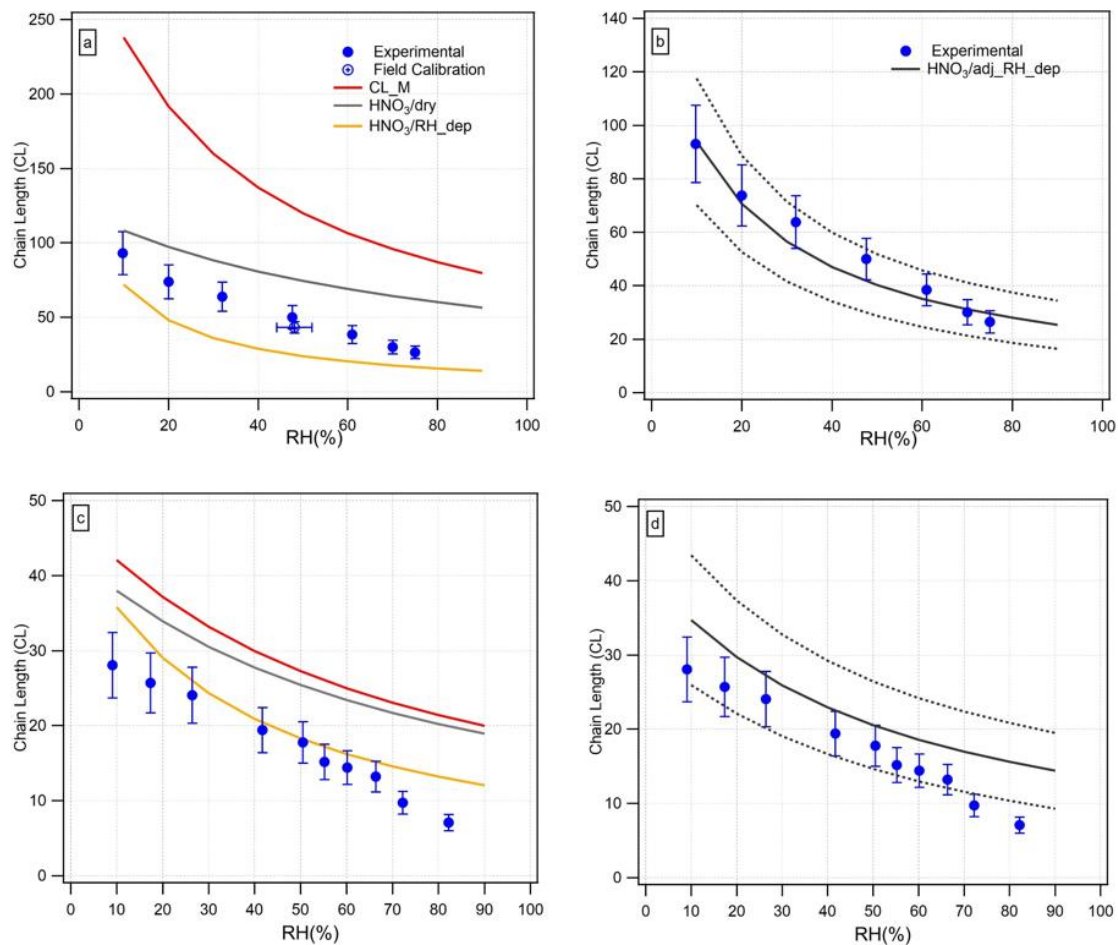 a
250
200
150
100
50
0
Chain Length (CL)
Experimental
Field Calibration
CL_M
HNO₃/dry
HNO₃/RH_dep
0 20 40 60 80 100
RH(%)
b
140
120
100
80
60
40
20
0
Chain Length (CL)
Experimental
HNO₃/adj_RH_dep
0 20 40 60 80 100
RH(%)
c
50
40
30
20
10
0
Chain Length (CL)
0 10 20 30 40 50 60 70 80 90 100
RH(%)
d
50
40
30
20
10
0
Chain Length (CL)
0 10 20 30 40 50 60 70 80 90 100
RH(%)